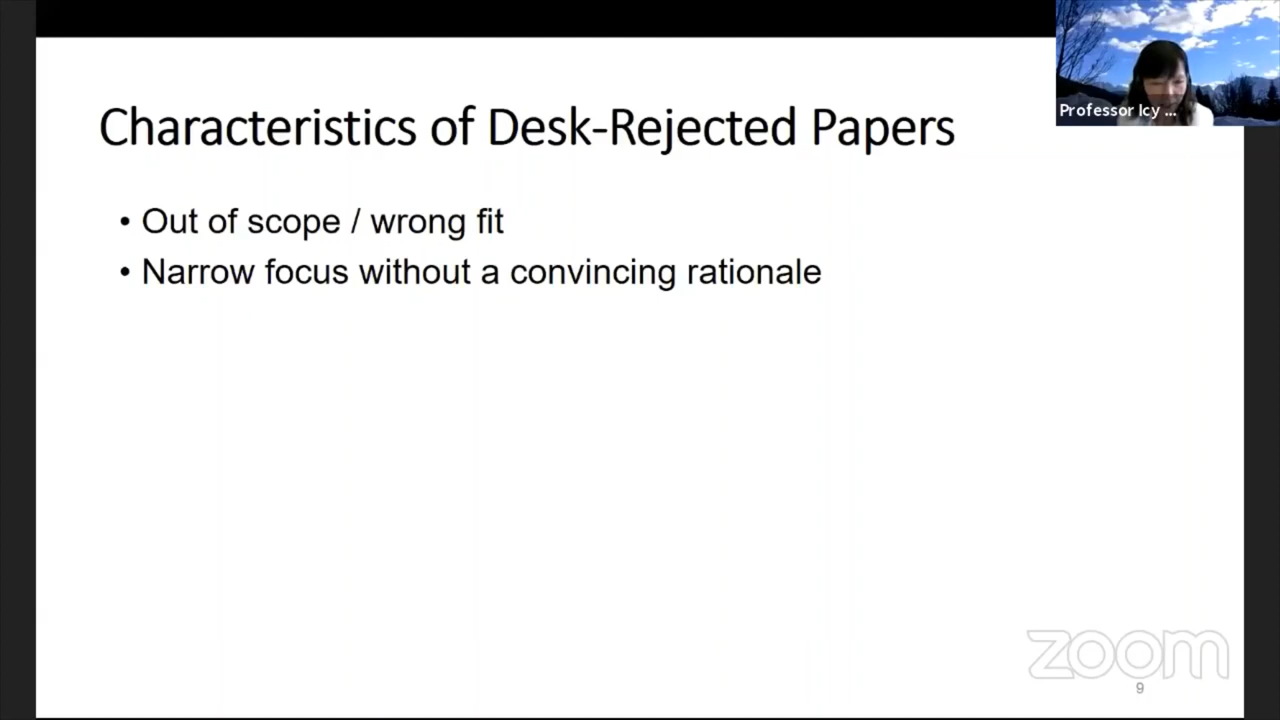 Professor Icy ...
Characteristics of Desk-Rejected Papers
• Out of scope / wrong fit
• Narrow focus without a convincing rationale
zoom
9